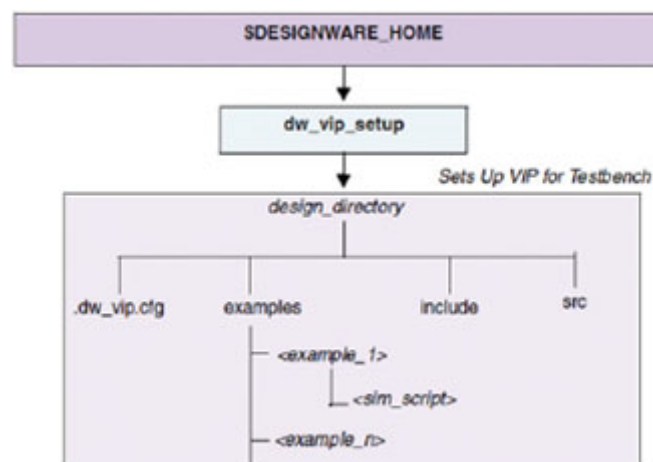 SDESIGNWARE_HOME
dw_vip_setup
Sets Up VIP for Testbench
design_directory
.dw_vip.cfg examples include src
<example_1>
<sim_script>
<example_n>